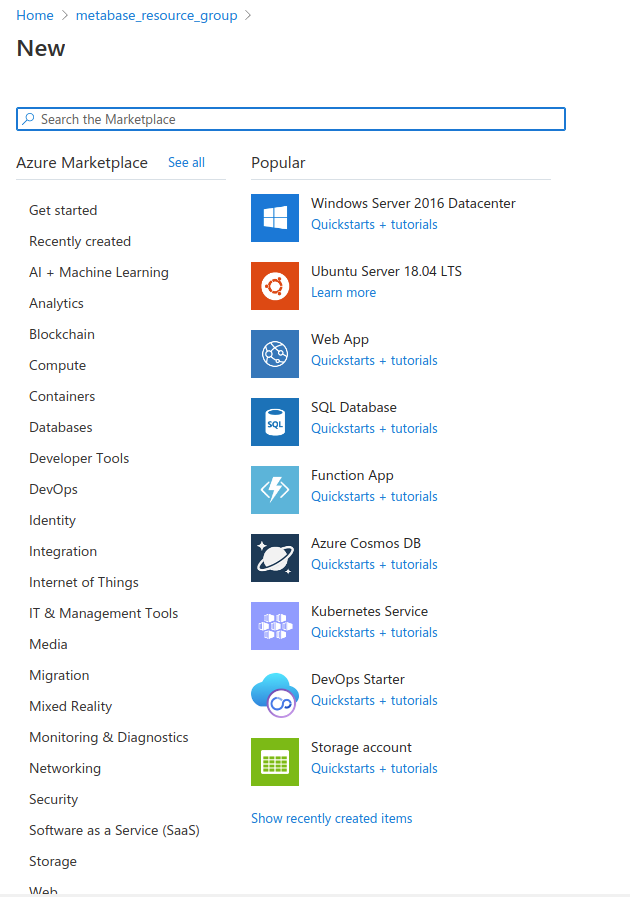 Home > metabase_resource_group >
New
Search the Marketplace
Azure Marketplace See all
Get started
Recently created
AI + Machine Learning
Analytics
Blockchain
Compute
Containers
Databases
Developer Tools
DevOps
Identity
Integration
Internet of Things
IT & Management Tools
Media
Migration
Mixed Reality
Monitoring & Diagnostics
Networking
Security
Software as a Service (SaaS)
Storage
Web
Popular
Windows Server 2016 Datacenter
Quickstarts + tutorials
Ubuntu Server 18.04 LTS
Learn more
Web App
Quickstarts + tutorials
SQL
SQL Database
Quickstarts + tutorials
Function App
Quickstarts + tutorials
Azure Cosmos DB
Quickstarts + tutorials
Kubernetes Service
Quickstarts + tutorials
DevOps Starter
Quickstarts + tutorials
Storage account
Quickstarts + tutorials
Show recently created items